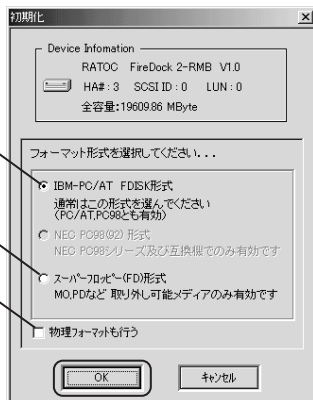 初期化
Device Infomation
RATOC FireDock 2-RMB V1.0
HA#: 3 SCSI ID: 0 LUN: 0
全容量:19609.86 MByte
フォーマット形式を選択してください...
IBM-PC/AT FDISK形式
通常はこの形式を選んでください
(PC/AT,PC98とも有効)
NEC PC98(92) 形式
NEC PC98シリーズ及び互換機でのみ有効です
スーパーフロッピー(FD)形式
MO,PDなど 取り外し可能メディアのみ有効です
物理フォーマットも行う
OK
キャンセル